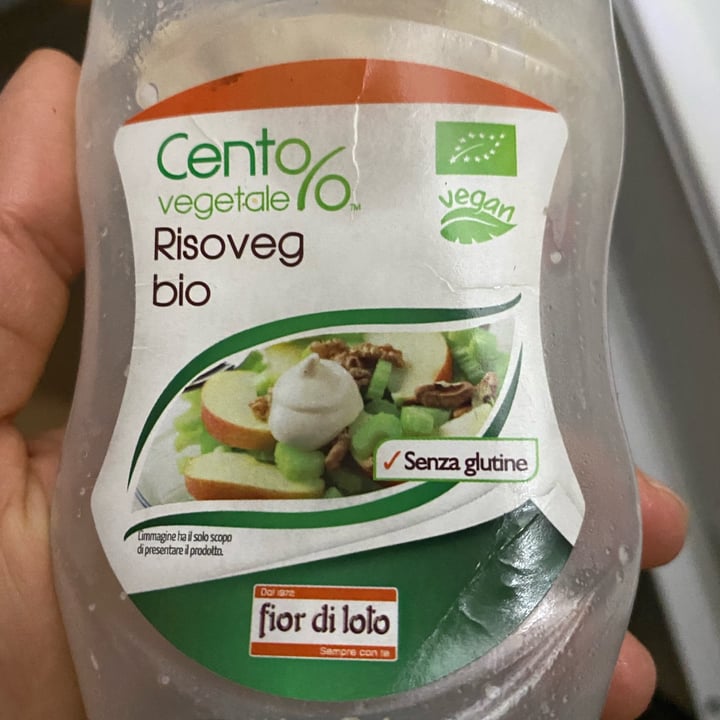 Cento%
vegetale™
vegan
Risoveg
bio
✓ Senza glutine
L'immagine ha il solo scopo
di presentare il prodotto.
Dal 1972
fior di loto
Sempre con te